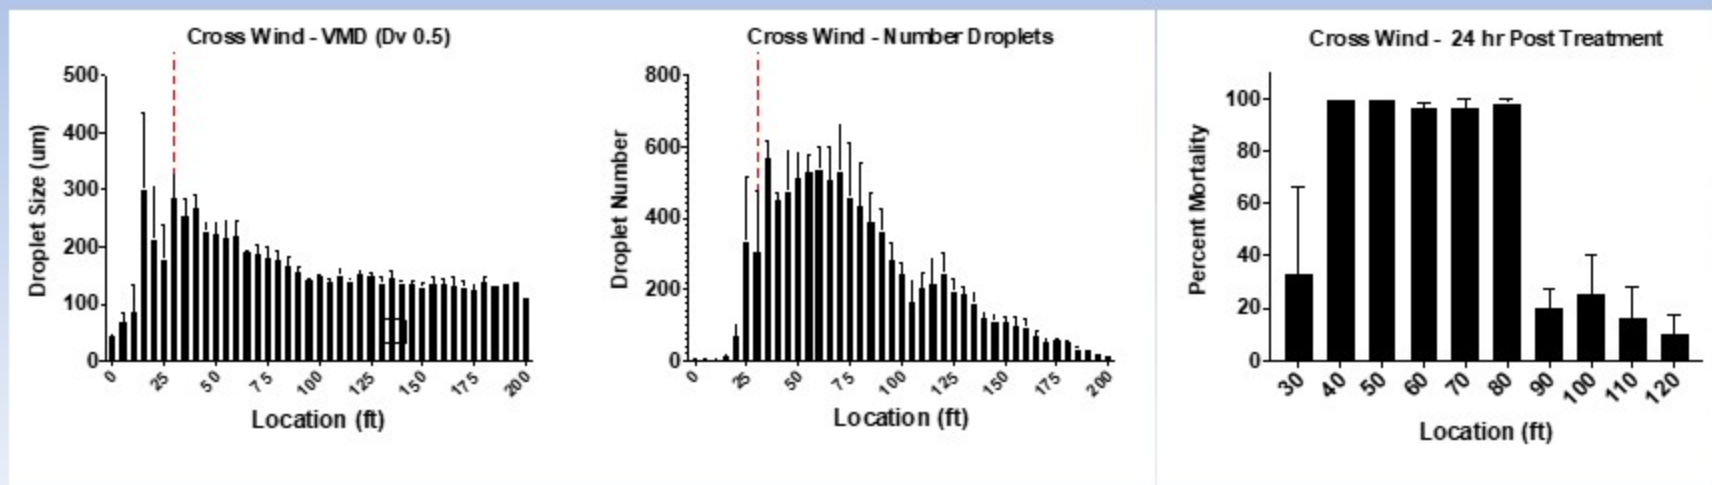 Cross Wind - VMD (Dv 0.5)
500
400
300
200
100
0
Droplet Size (um)
0 25 50 75 100 125 150 175 200
Location (ft)
Cross Wind - Number Droplets
800
600
400
200
0
Droplet Number
0 25 50 75 100 125 150 175 200
Location (ft)
Cross Wind - 24 hr Post Treatment
100
80
60
40
20
0
Percent Mortality
30 40 50 60 70 80 90 100 110 120
Location (ft)